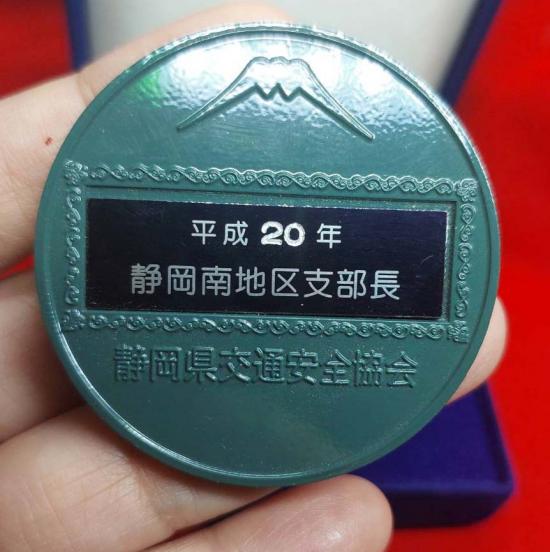 平成 20 年
静岡南地区支部長
静岡県交通安全協会